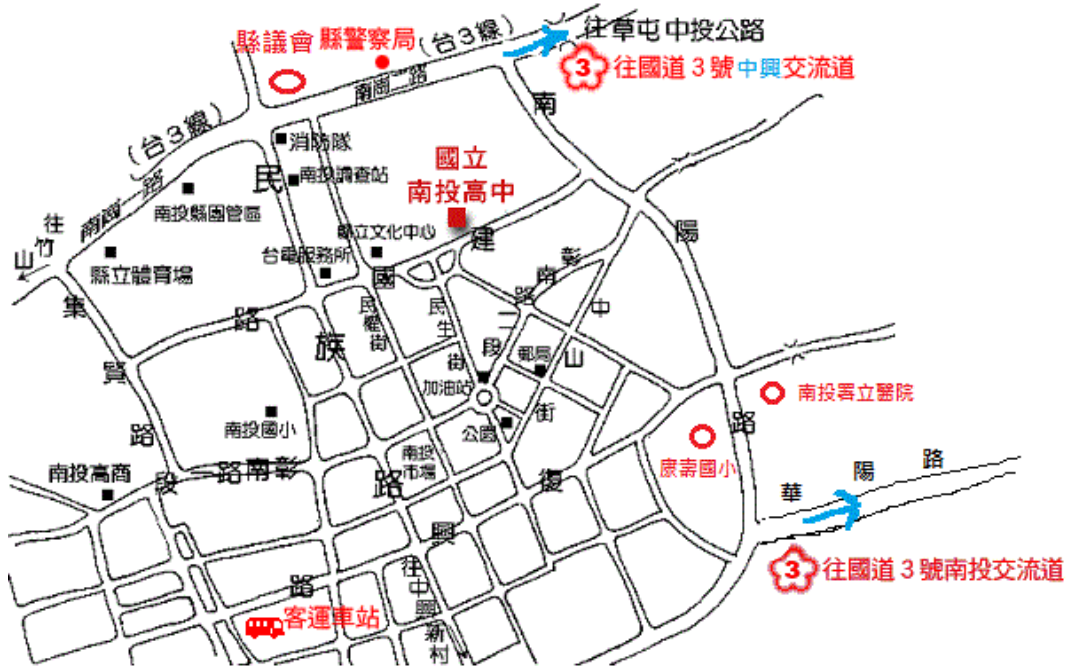 縣議會
縣警察局
(台3線)
往草屯中投公路
3
往國道3號中興交流道
南崗二路
(台3線)
南崗一路
消防隊
南投調查站
南投縣團管區
往竹山
縣立體育場
國立
南投高中
縣立文化中心
台電服務所
建國路
南陽路
彰南路二段
中山街
民權街
民生街
郵局
加油站
公園
民族路
集賢路
南投國小
南投高商
彰南路一段
南投
市場
復興路
南投署立醫院
康壽國小
華陽路
3
往國道3號南投交流道
往中興新村
客運車站